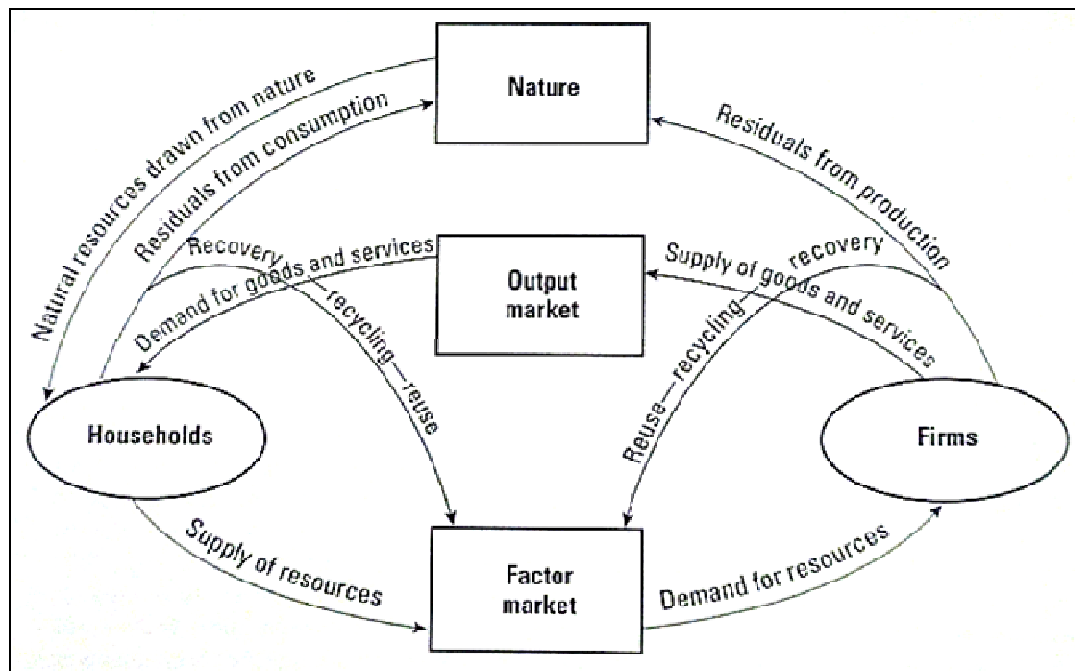 Nature
Natural resources drawn from nature
Residuals from consumption
Residuals from production
Recovery—recycling—reuse
Demand for goods and services
Output
market
Supply of goods and services
Reuse—recycling—recovery
Households
Firms
Supply of resources
Factor
market
Demand for resources